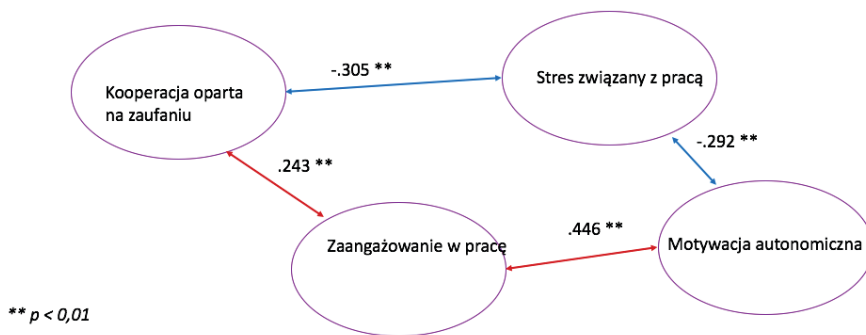 -.305 **
Kooperacja oparta
na zaufaniu
Stres związany z pracą
-.292 **
.243 **
Zaangażowanie w pracę
.446 **
Motywacja autonomiczna
** p < 0,01